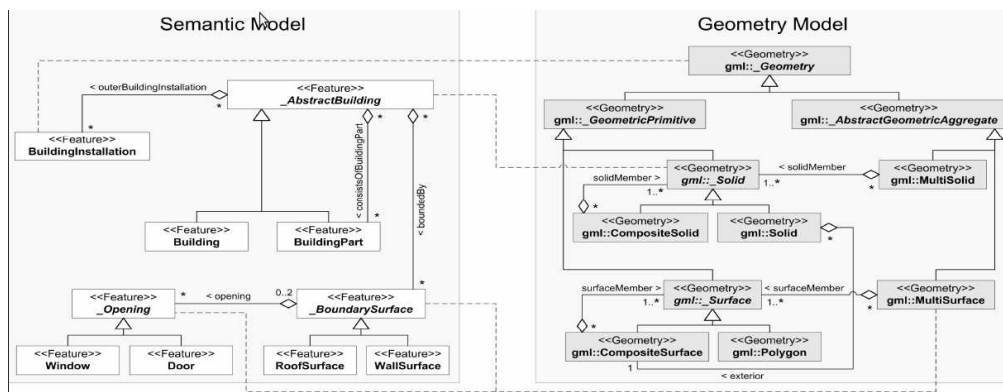 Semantic Model
Geometry Model
<<Geometry>>
gml::_Geometry
< outerBuildingInstallation
*
<<Feature>>
_AbstractBuilding
*
*
*
<<Feature>>
BuildingInstallation
<<Geometry>>
gml::_GeometricPrimitive
<<Geometry>>
gml::_AbstractGeometricAggregate
< consistsOfBuildingPart
< boundedBy
solidMember >
1..*
<<Geometry>>
gml::_Solid
< solidMember
1..*
*
<<Geometry>>
gml::MultiSolid
*
<<Feature>>
Building
<<Feature>>
BuildingPart
*
<<Geometry>>
gml::CompositeSolid
<<Geometry>>
gml::Solid
*
*
<<Feature>>
_Opening
*
< opening
0..2
<<Feature>>
_BoundarySurface
surfaceMember >
1..*
<<Geometry>>
gml::_Surface
< surfaceMember
1..*
*
<<Geometry>>
gml::MultiSurface
*
<<Feature>>
Window
<<Feature>>
Door
<<Feature>>
RoofSurface
<<Feature>>
WallSurface
<<Geometry>>
gml::CompositeSurface
<<Geometry>>
gml::Polygon
1
< exterior